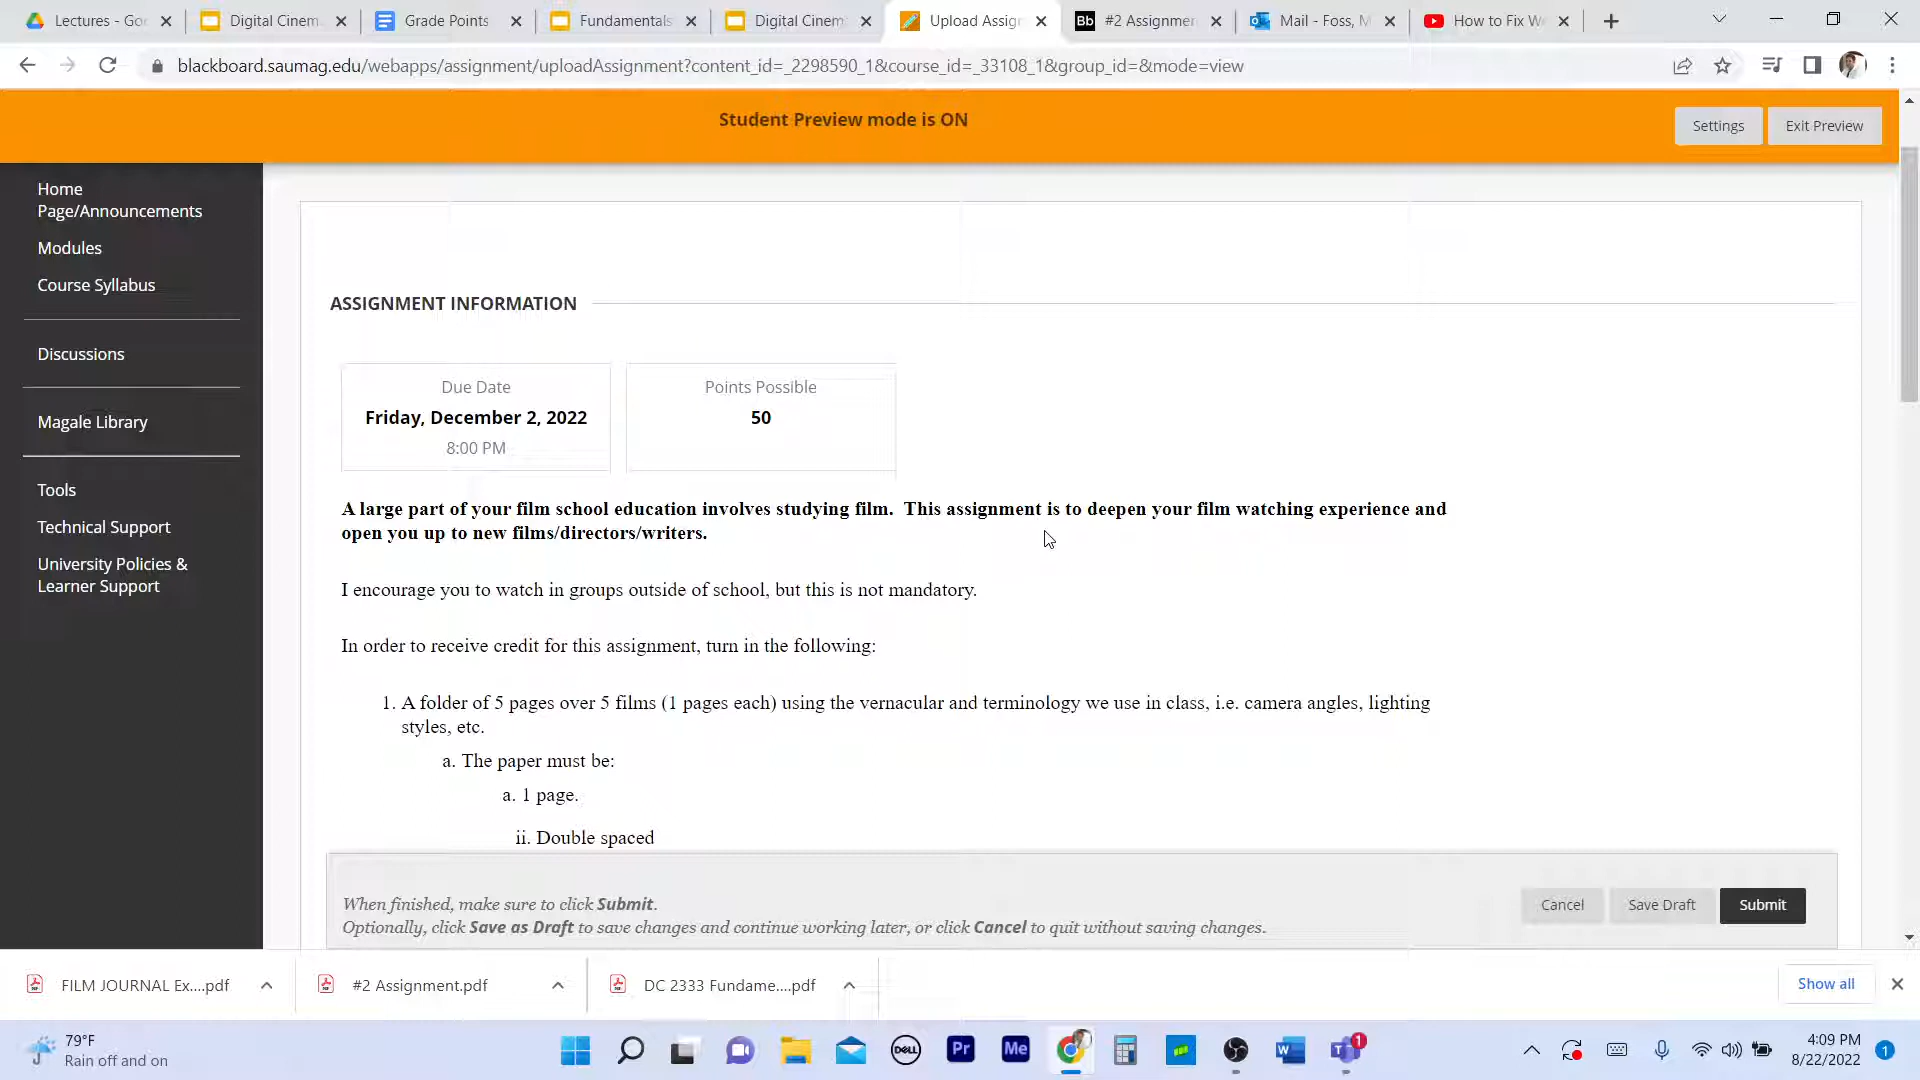 Lectures - Goo
Digital Cinem
Grade Points
Fundamentals
Digital Cinem
Upload Assign
Bb #2 Assignmen
Mail - Foss, M
How to Fix W
blackboard.saumag.edu/webapps/assignment/uploadAssignment?content_id=_2298590_1&course_id=_33108_1&group_id=&mode=view
Student Preview mode is ON
Settings
Exit Preview
Home
Page/Announcements
Modules
Course Syllabus
Discussions
Magale Library
Tools
Technical Support
University Policies &
Learner Support
ASSIGNMENT INFORMATION
Due Date
Friday, December 2, 2022
8:00 PM
Points Possible
50
A large part of your film school education involves studying film.  This assignment is to deepen your film watching experience and
open you up to new films/directors/writers.
I encourage you to watch in groups outside of school, but this is not mandatory.
In order to receive credit for this assignment, turn in the following:
1. A folder of 5 pages over 5 films (1 pages each) using the vernacular and terminology we use in class, i.e. camera angles, lighting
styles, etc.
a. The paper must be:
a. 1 page.
ii. Double spaced
When finished, make sure to click Submit.
Optionally, click Save as Draft to save changes and continue working later, or click Cancel to quit without saving changes.
Cancel
Save Draft
Submit
FILM JOURNAL Ex....pdf
#2 Assignment.pdf
DC 2333 Fundame....pdf
Show all
79°F
Rain off and on
DELL
Pr
Me
W
1
4:09 PM
8/22/2022
1